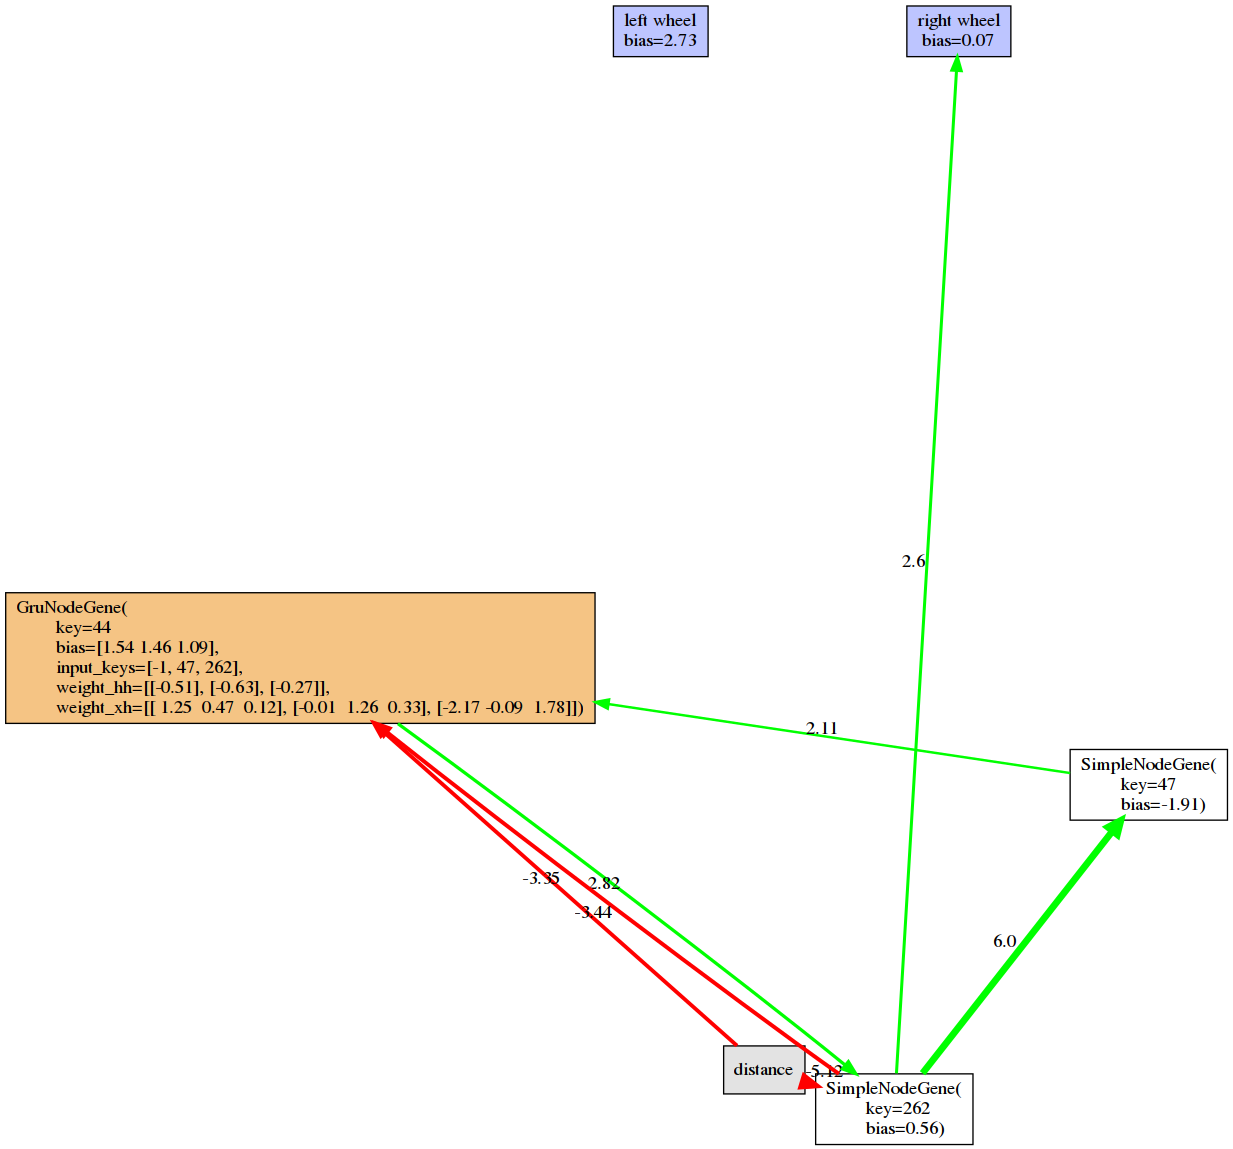 left wheel
bias=2.73
right wheel
bias=0.07
2.6
GruNodeGene(
key=44
bias=[1.54 1.46 1.09],
input_keys=[-1, 47, 262],
weight_hh=[[-0.51], [-0.63], [-0.27]],
weight_xh=[[ 1.25 0.47 0.12], [-0.01 1.26 0.33], [-2.17 -0.09 1.78]])
2.11
SimpleNodeGene(
key=47
bias=-1.91)
-3.35
2.82
-3.44
6.0
distance
-5.12
SimpleNodeGene(
key=262
bias=0.56)